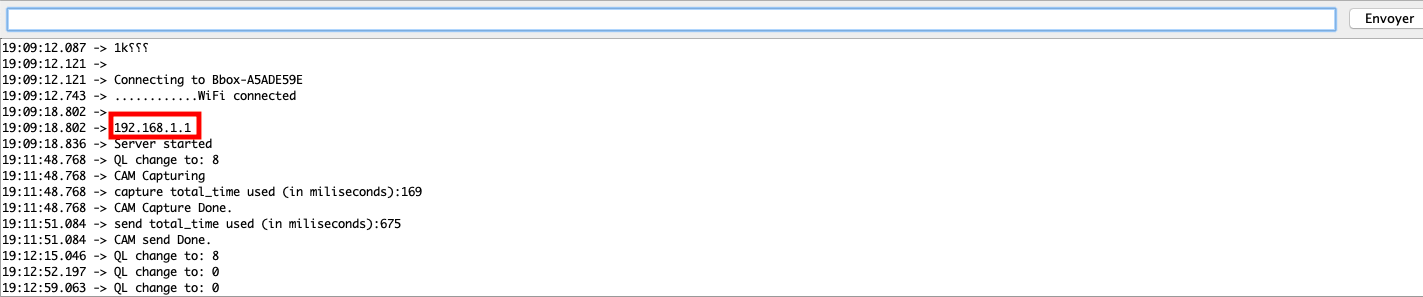 Envoyer
19:09:12.087 -> 1k⸮⸮⸮
19:09:12.121 ->
19:09:12.121 -> Connecting to Bbox-A5ADE59E
19:09:12.743 -> ............WiFi connected
19:09:18.802 ->
19:09:18.802 -> 192.168.1.1
19:09:18.836 -> Server started
19:11:48.768 -> QL change to: 8
19:11:48.768 -> CAM Capturing
19:11:48.768 -> capture total_time used (in miliseconds):169
19:11:48.768 -> CAM Capture Done.
19:11:51.084 -> send total_time used (in miliseconds):675
19:11:51.084 -> CAM send Done.
19:12:15.046 -> QL change to: 8
19:12:52.197 -> QL change to: 0
19:12:59.063 -> QL change to: 0